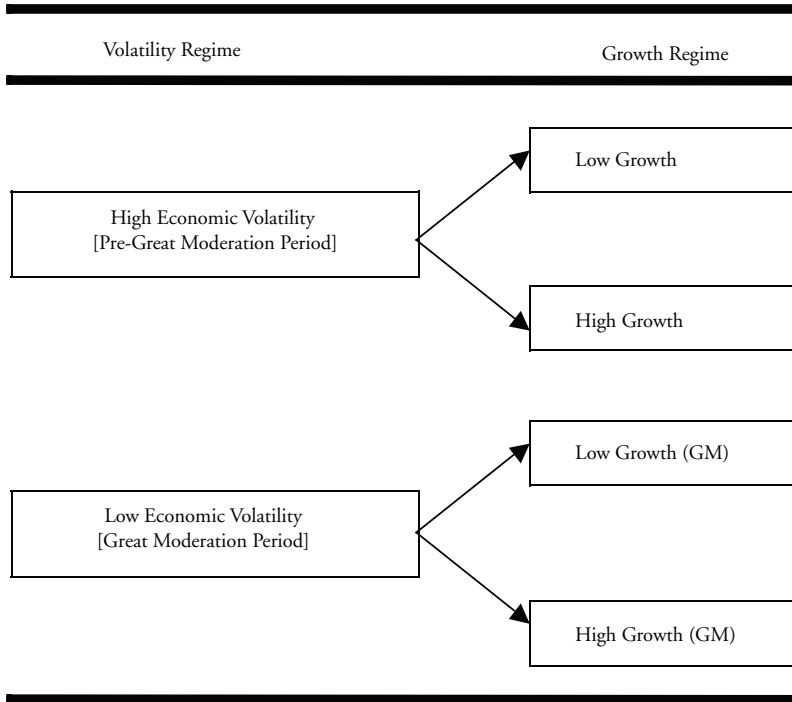 Volatility Regime
Growth Regime
Low Growth
High Economic Volatility
[Pre-Great Moderation Period]
High Growth
Low Growth (GM)
Low Economic Volatility
[Great Moderation Period]
High Growth (GM)